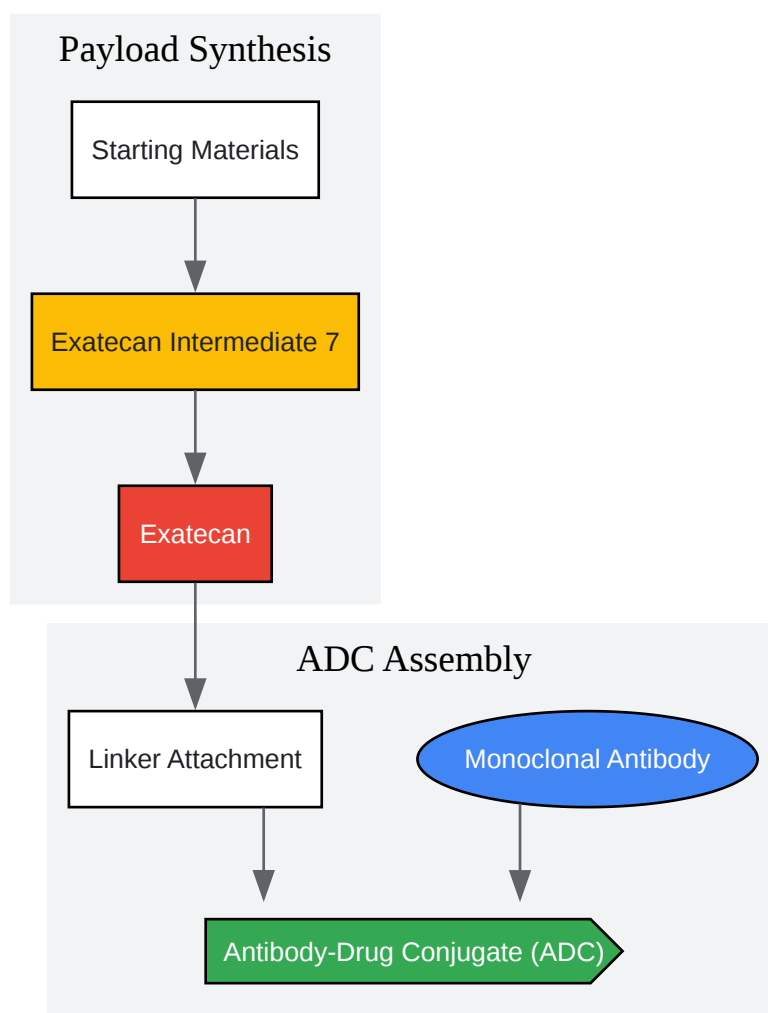 Payload Synthesis
Starting Materials
Exatecan Intermediate 7
Exatecan
ADC Assembly
Linker Attachment
Monoclonal Antibody
Antibody-Drug Conjugate (ADC)